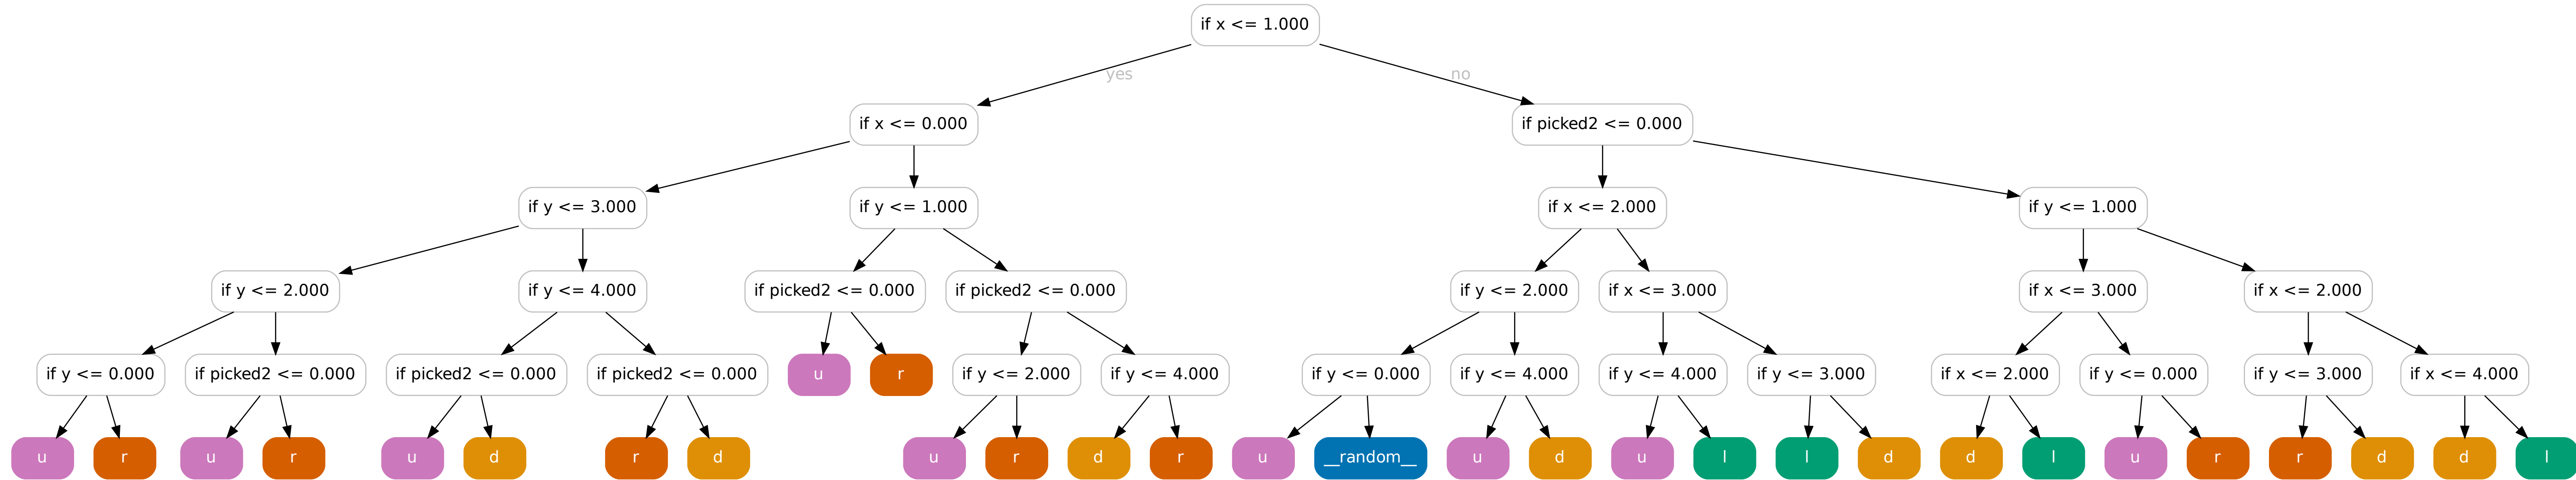 if x <= 1.000
yes
no
if x <= 0.000
if picked2 <= 0.000
if y <= 3.000
if y <= 1.000
if x <= 2.000
if y <= 1.000
if y <= 2.000
if y <= 4.000
if picked2 <= 0.000
if picked2 <= 0.000
if y <= 2.000
if x <= 3.000
if x <= 3.000
if x <= 2.000
if y <= 0.000
if picked2 <= 0.000
if picked2 <= 0.000
if picked2 <= 0.000
u
r
if y <= 2.000
if y <= 4.000
if y <= 0.000
if y <= 4.000
if y <= 4.000
if y <= 3.000
if x <= 2.000
if y <= 0.000
if y <= 3.000
if x <= 4.000
u
r
u
r
u
d
r
d
u
r
d
r
u
__random__
u
d
u
l
l
d
d
l
u
r
r
d
d
l